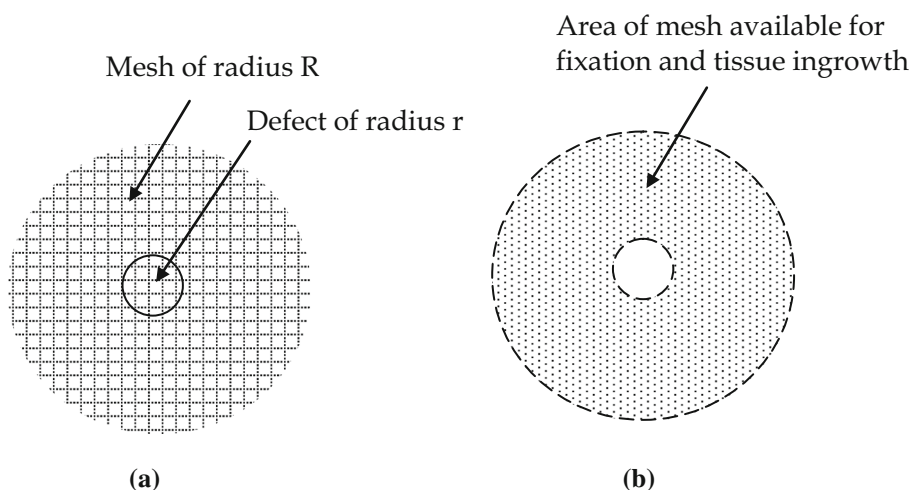 Mesh of radius R
Defect of radius r
Area of mesh available for
fixation and tissue ingrowth
(a)
(b)